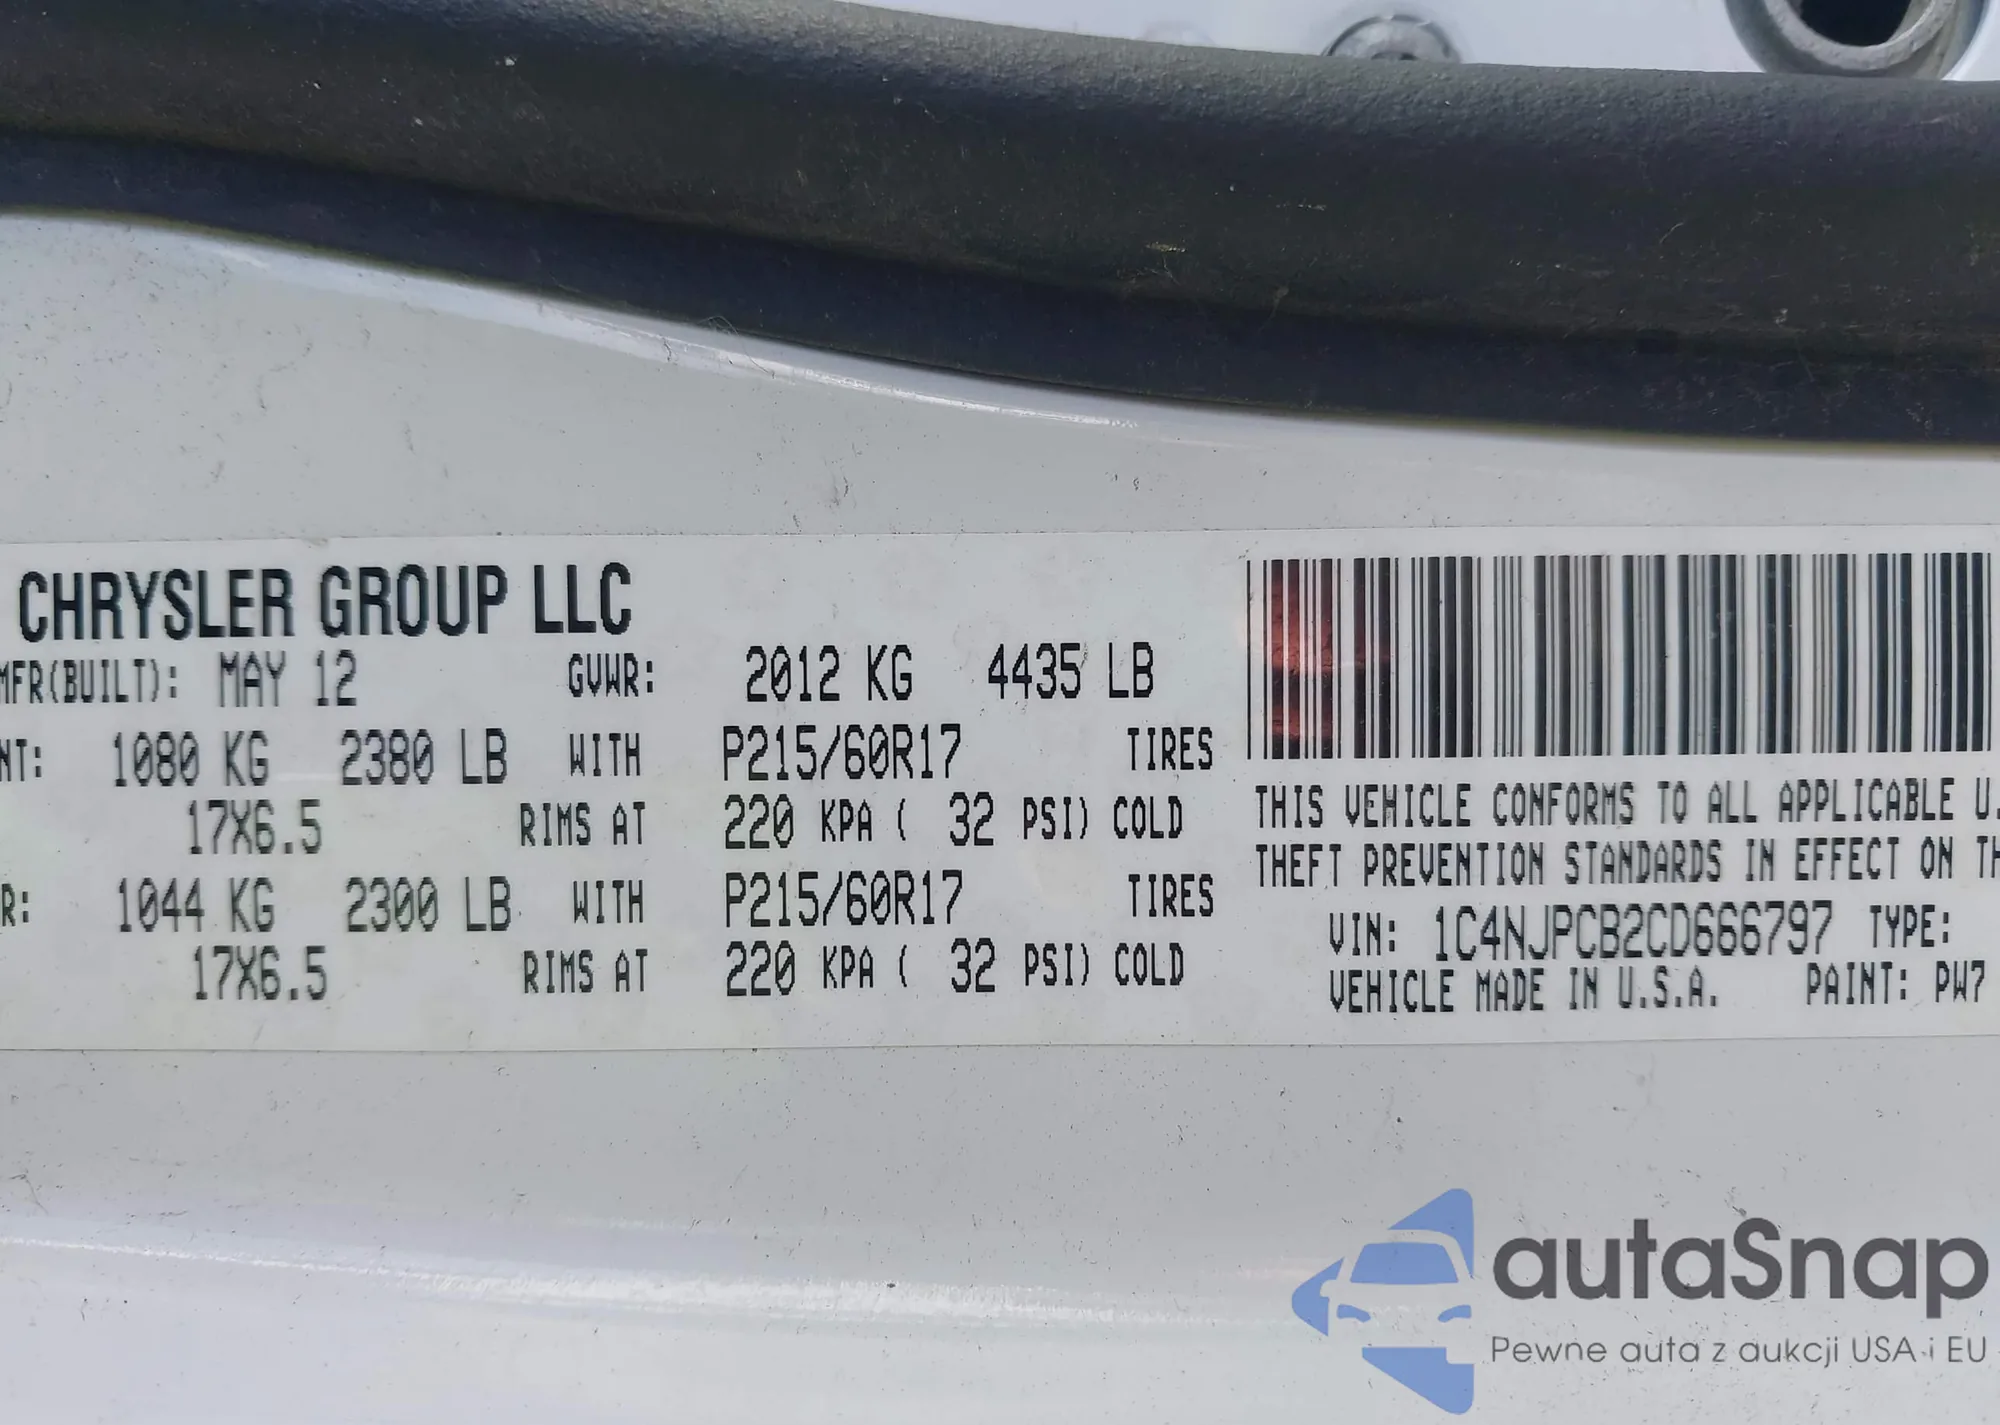 CHRYSLER GROUP LLC
MFR(BUILT): MAY 12 GVWR: 2012 KG 4435 LB
NT: 1080 KG 2380 LB WITH P215/60R17 TIRES
17X6.5 RIMS AT 220 KPA ( 32 PSI) COLD
R: 1044 KG 2300 LB WITH P215/60R17 TIRES
17X6.5 RIMS AT 220 KPA ( 32 PSI) COLD
THIS VEHICLE CONFORMS TO ALL APPLICABLE U.
THEFT PREVENTION STANDARDS IN EFFECT ON TH
VIN: 1C4NJPCB2CD666797 TYPE:
VEHICLE MADE IN U.S.A. PAINT: PW7
autaSnap
Pewne auta z aukcji USA i EU